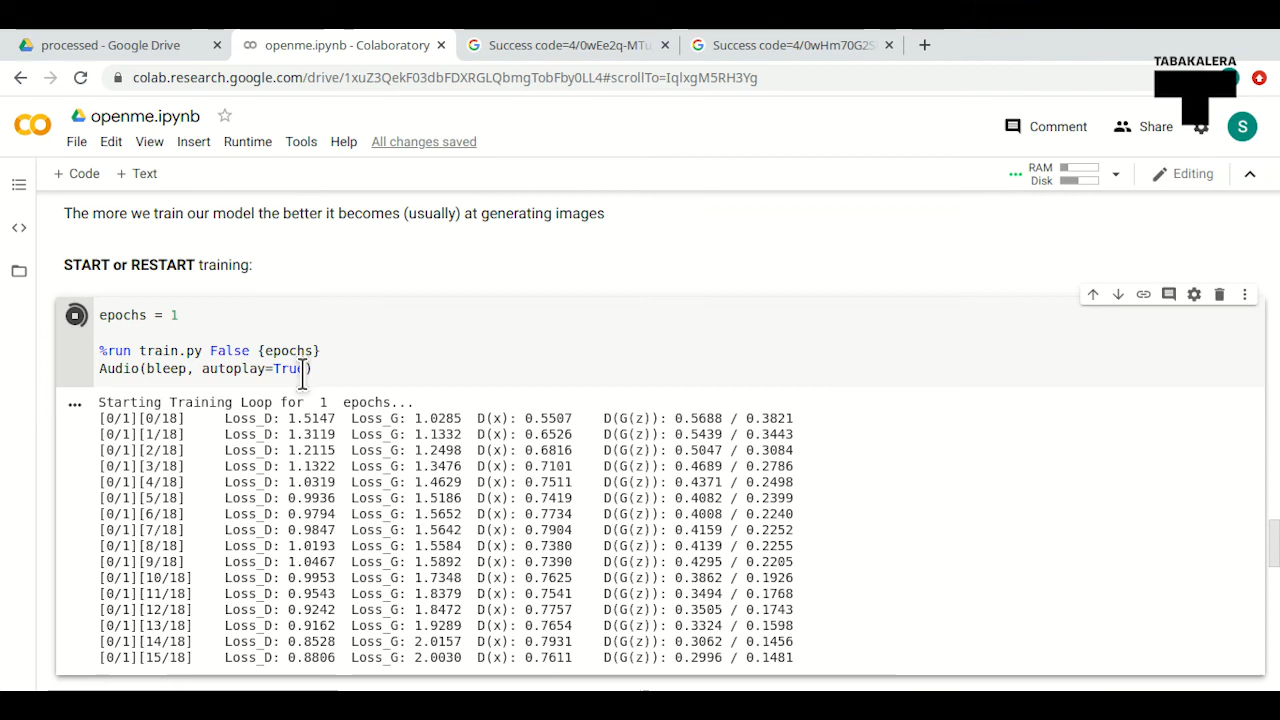 processed - Google Drive
openme.ipynb - Colaboratory
Success code=4/0wEe2q-MTu
Success code=4/0wHm70G2S
TABAKALERA
colab.research.google.com/drive/1xuZ3QekF03dbFDXRGLQbmgTobFby0LL4#scrollTo=IqlxgM5RH3Yg
T
CO
openme.ipynb
Comment
Share
S
File Edit View Insert Runtime Tools Help All changes saved
+ Code + Text
RAM
Disk
Editing
The more we train our model the better it becomes (usually) at generating images
START or RESTART training:
epochs = 1
%run train.py False {epochs}
Audio(bleep, autoplay=True)
Starting Training Loop for 1 epochs...
[0/1][0/18] Loss_D: 1.5147 Loss_G: 1.0285 D(x): 0.5507 D(G(z)): 0.5688 / 0.3821
[0/1][1/18] Loss_D: 1.3119 Loss_G: 1.1332 D(x): 0.6526 D(G(z)): 0.5439 / 0.3443
[0/1][2/18] Loss_D: 1.2115 Loss_G: 1.2498 D(x): 0.6816 D(G(z)): 0.5047 / 0.3084
[0/1][3/18] Loss_D: 1.1322 Loss_G: 1.3476 D(x): 0.7101 D(G(z)): 0.4689 / 0.2786
[0/1][4/18] Loss_D: 1.0319 Loss_G: 1.4629 D(x): 0.7511 D(G(z)): 0.4371 / 0.2498
[0/1][5/18] Loss_D: 0.9936 Loss_G: 1.5186 D(x): 0.7419 D(G(z)): 0.4082 / 0.2399
[0/1][6/18] Loss_D: 0.9794 Loss_G: 1.5652 D(x): 0.7734 D(G(z)): 0.4008 / 0.2240
[0/1][7/18] Loss_D: 0.9847 Loss_G: 1.5642 D(x): 0.7904 D(G(z)): 0.4159 / 0.2252
[0/1][8/18] Loss_D: 1.0193 Loss_G: 1.5584 D(x): 0.7380 D(G(z)): 0.4139 / 0.2255
[0/1][9/18] Loss_D: 1.0467 Loss_G: 1.5892 D(x): 0.7390 D(G(z)): 0.4295 / 0.2205
[0/1][10/18] Loss_D: 0.9953 Loss_G: 1.7348 D(x): 0.7625 D(G(z)): 0.3862 / 0.1926
[0/1][11/18] Loss_D: 0.9543 Loss_G: 1.8379 D(x): 0.7541 D(G(z)): 0.3494 / 0.1768
[0/1][12/18] Loss_D: 0.9242 Loss_G: 1.8472 D(x): 0.7757 D(G(z)): 0.3505 / 0.1743
[0/1][13/18] Loss_D: 0.9162 Loss_G: 1.9289 D(x): 0.7654 D(G(z)): 0.3324 / 0.1598
[0/1][14/18] Loss_D: 0.8528 Loss_G: 2.0157 D(x): 0.7931 D(G(z)): 0.3062 / 0.1456
[0/1][15/18] Loss_D: 0.8806 Loss_G: 2.0030 D(x): 0.7611 D(G(z)): 0.2996 / 0.1481